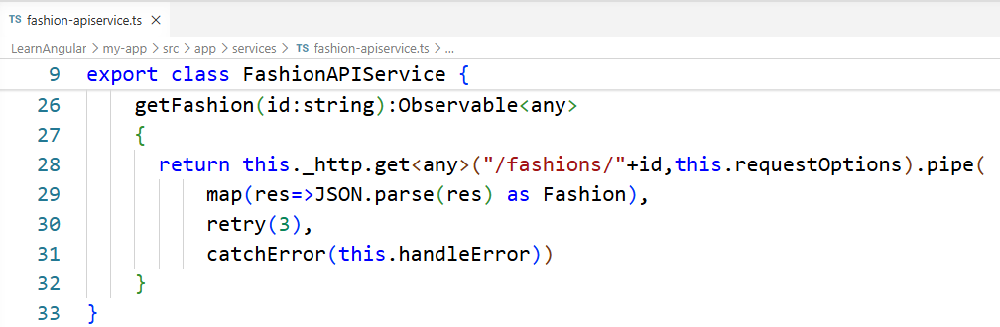 TS fashion-apiservice.ts ×
LearnAngular > my-app > src > app > services > TS fashion-apiservice.ts > ...
9 export class FashionAPIService {
26 getFashion(id:string):Observable<any>
27 {
28 return this._http.get<any>("/fashions/"+id,this.requestOptions).pipe(
29 map(res=>JSON.parse(res) as Fashion),
30 retry(3),
31 catchError(this.handleError))
32 }
33 }